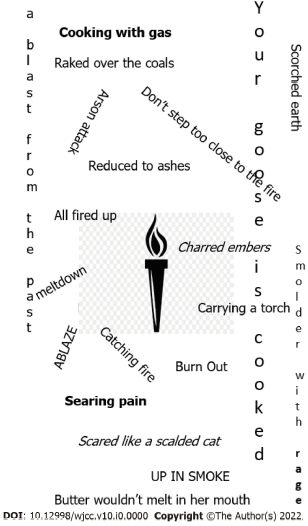 a blast from the past
Your goose is cooked
Cooking with gas
Scorched earth
Raked over the coals
Arson attack
Don't step too close to the fire
Reduced to ashes
All fired up
Charred embers
Smolder with rage
meltdown
Carrying a torch
ABLAZE
Catching fire
Burn Out
Searing pain
Scared like a scalded cat
UP IN SMOKE
Butter wouldn't melt in her mouth
DOI: 10.12998/wjcc.v10.i0.0000 Copyright ©The Author(s) 2022